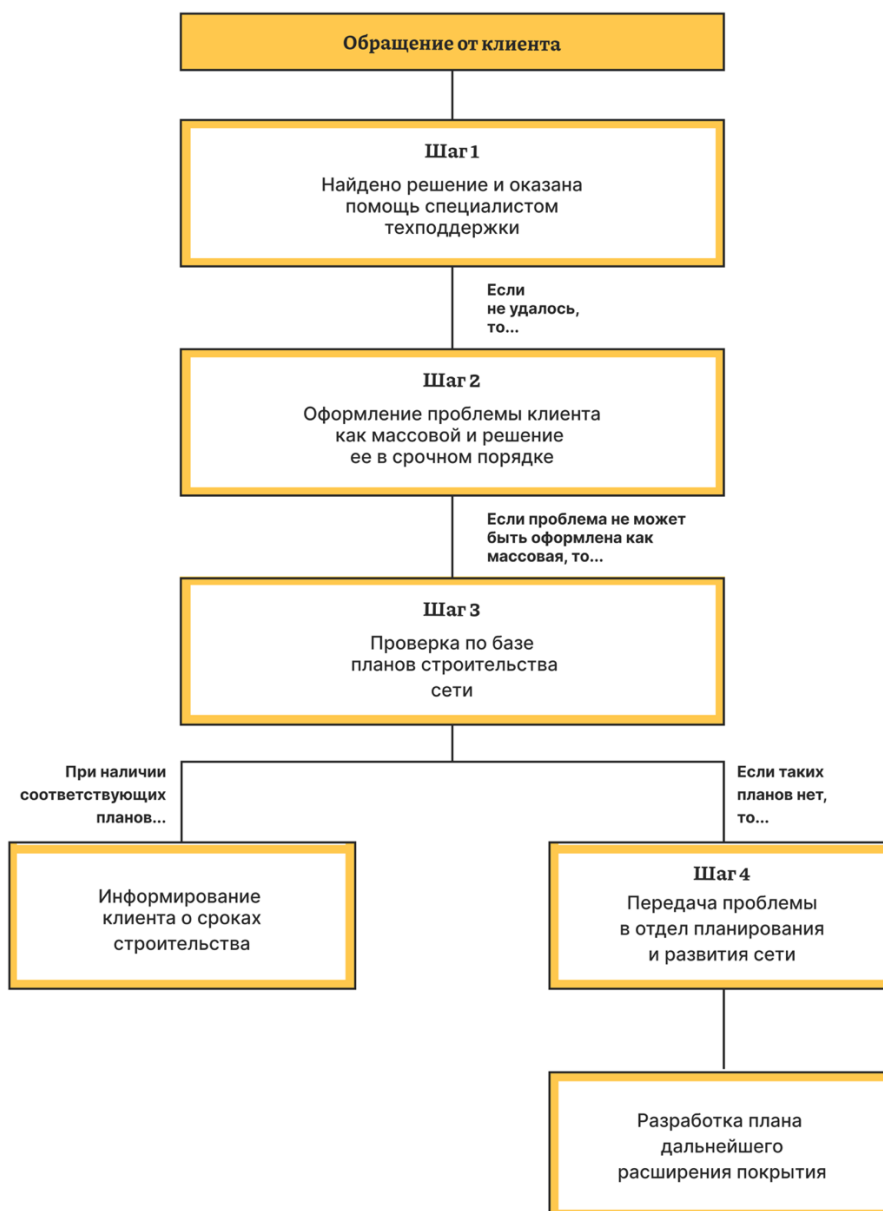 Обращение от клиента
Шаг 1
Найдено решение и оказана
помощь специалистом
техподдержки
Если
не удалось,
то...
Шаг 2
Оформление проблемы клиента
как массовой и решение
ее в срочном порядке
Если проблема не может
быть оформлена как
массовая, то...
Шаг 3
Проверка по базе
планов строительства
сети
При наличии
соответствующих
планов...
Если таких
планов нет,
то...
Информирование
клиента о сроках
строительства
Шаг 4
Передача проблемы
в отдел планирования
и развития сети
Разработка плана
дальнейшего
расширения покрытия